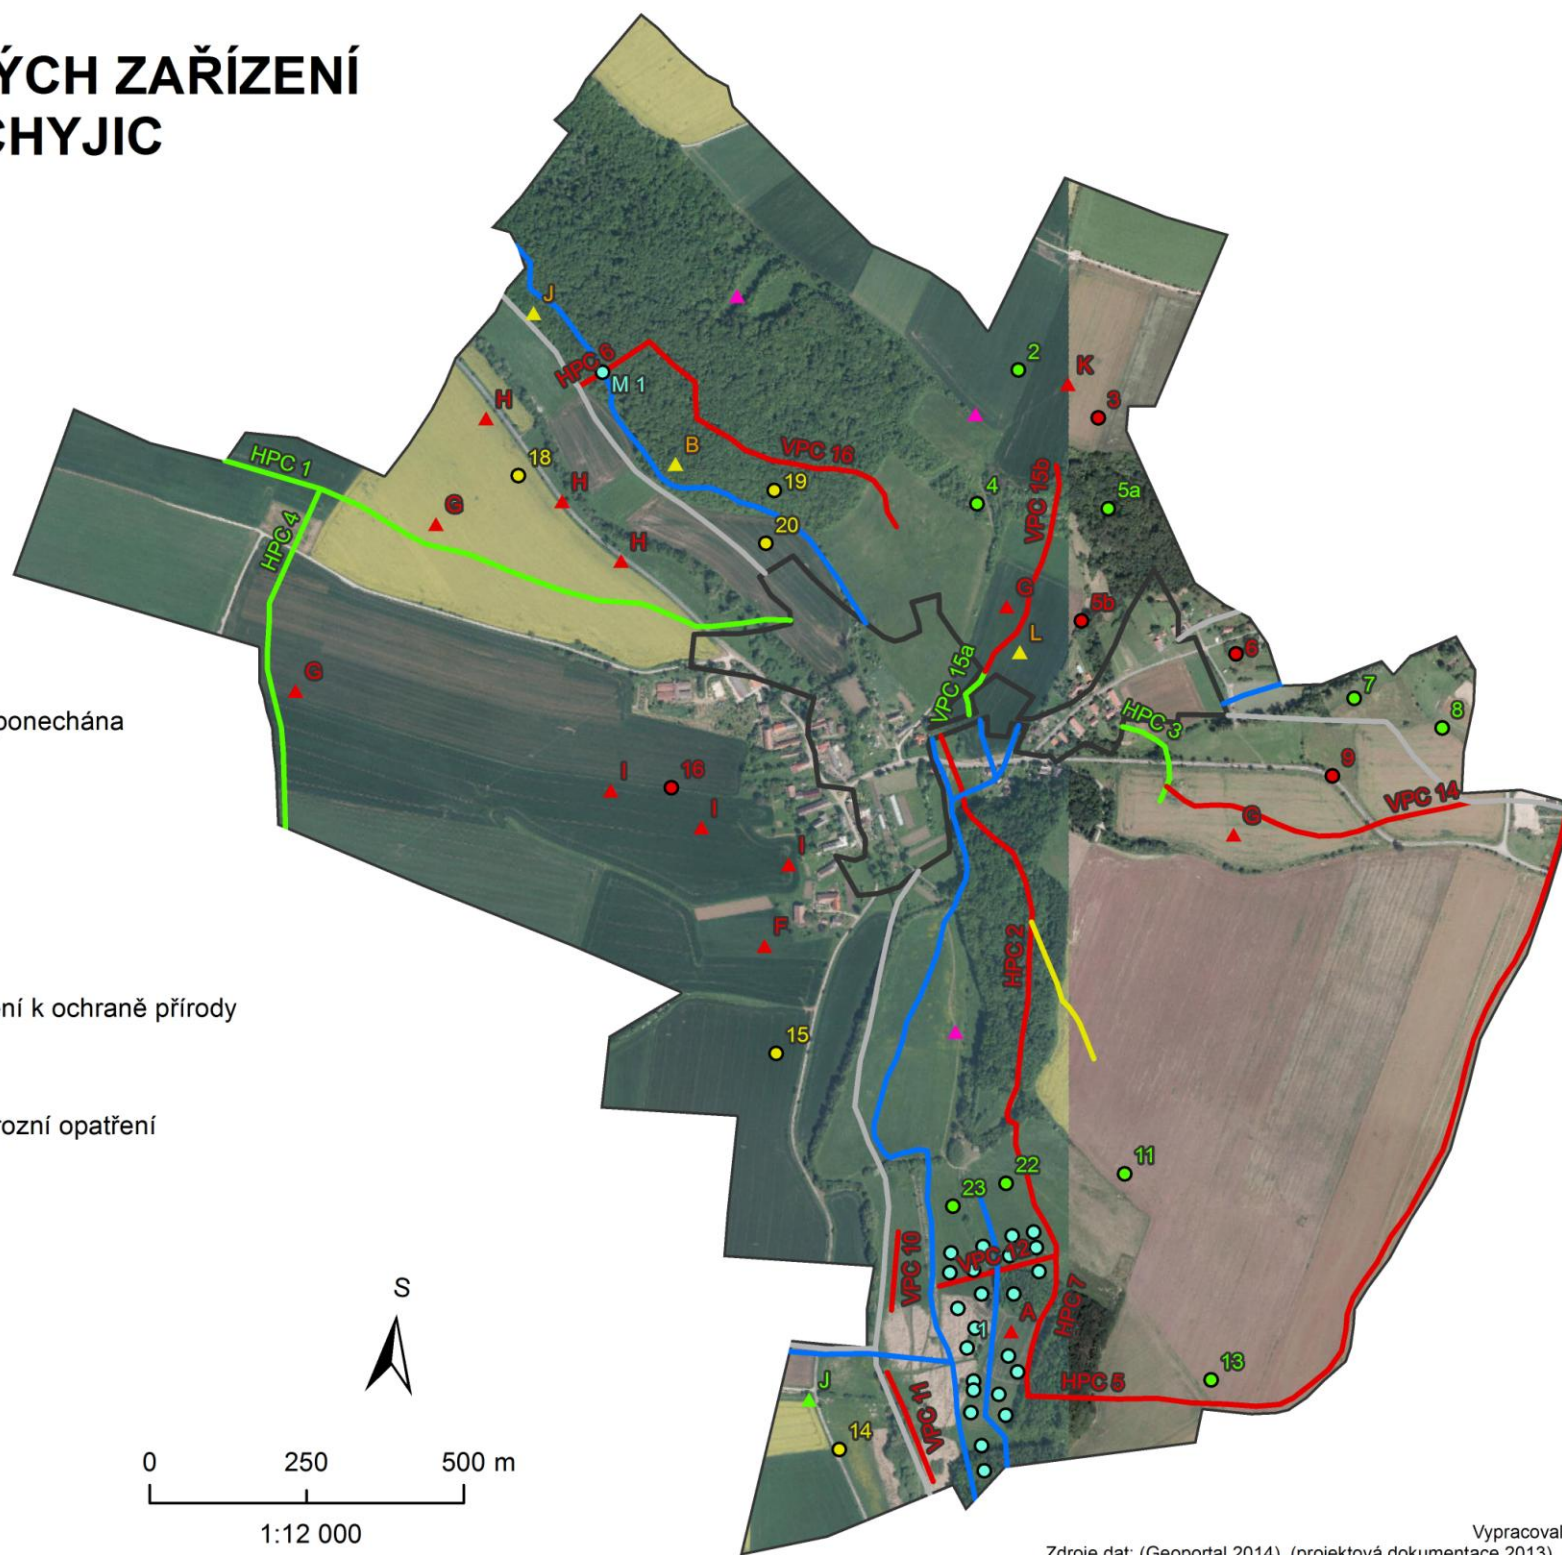 ÝCH ZAŘÍZENÍ
CHYJIC
J
HPC 6
M 1
2
K
3
H
B
VPC 16
HPC 1
18
19
4
VPC 15b
5a
G
H
20
HPC 4
H
G
5b
L
6
G
VPC 15a
7
ponechána
HPC 3
8
I
16
9
VPC 14
I
G
I
F
HPC 2
ní k ochraně přírody
15
rozní opatření
22
11
23
VPC 10
VPC 12
S
HPC 7
A
1
J
VPC 11
HPC 5
13
14
0 250 500 m
1:12 000
Vypracoval
Zdroje dat: (Geoportal 2014), (projektová dokumentace 2013)